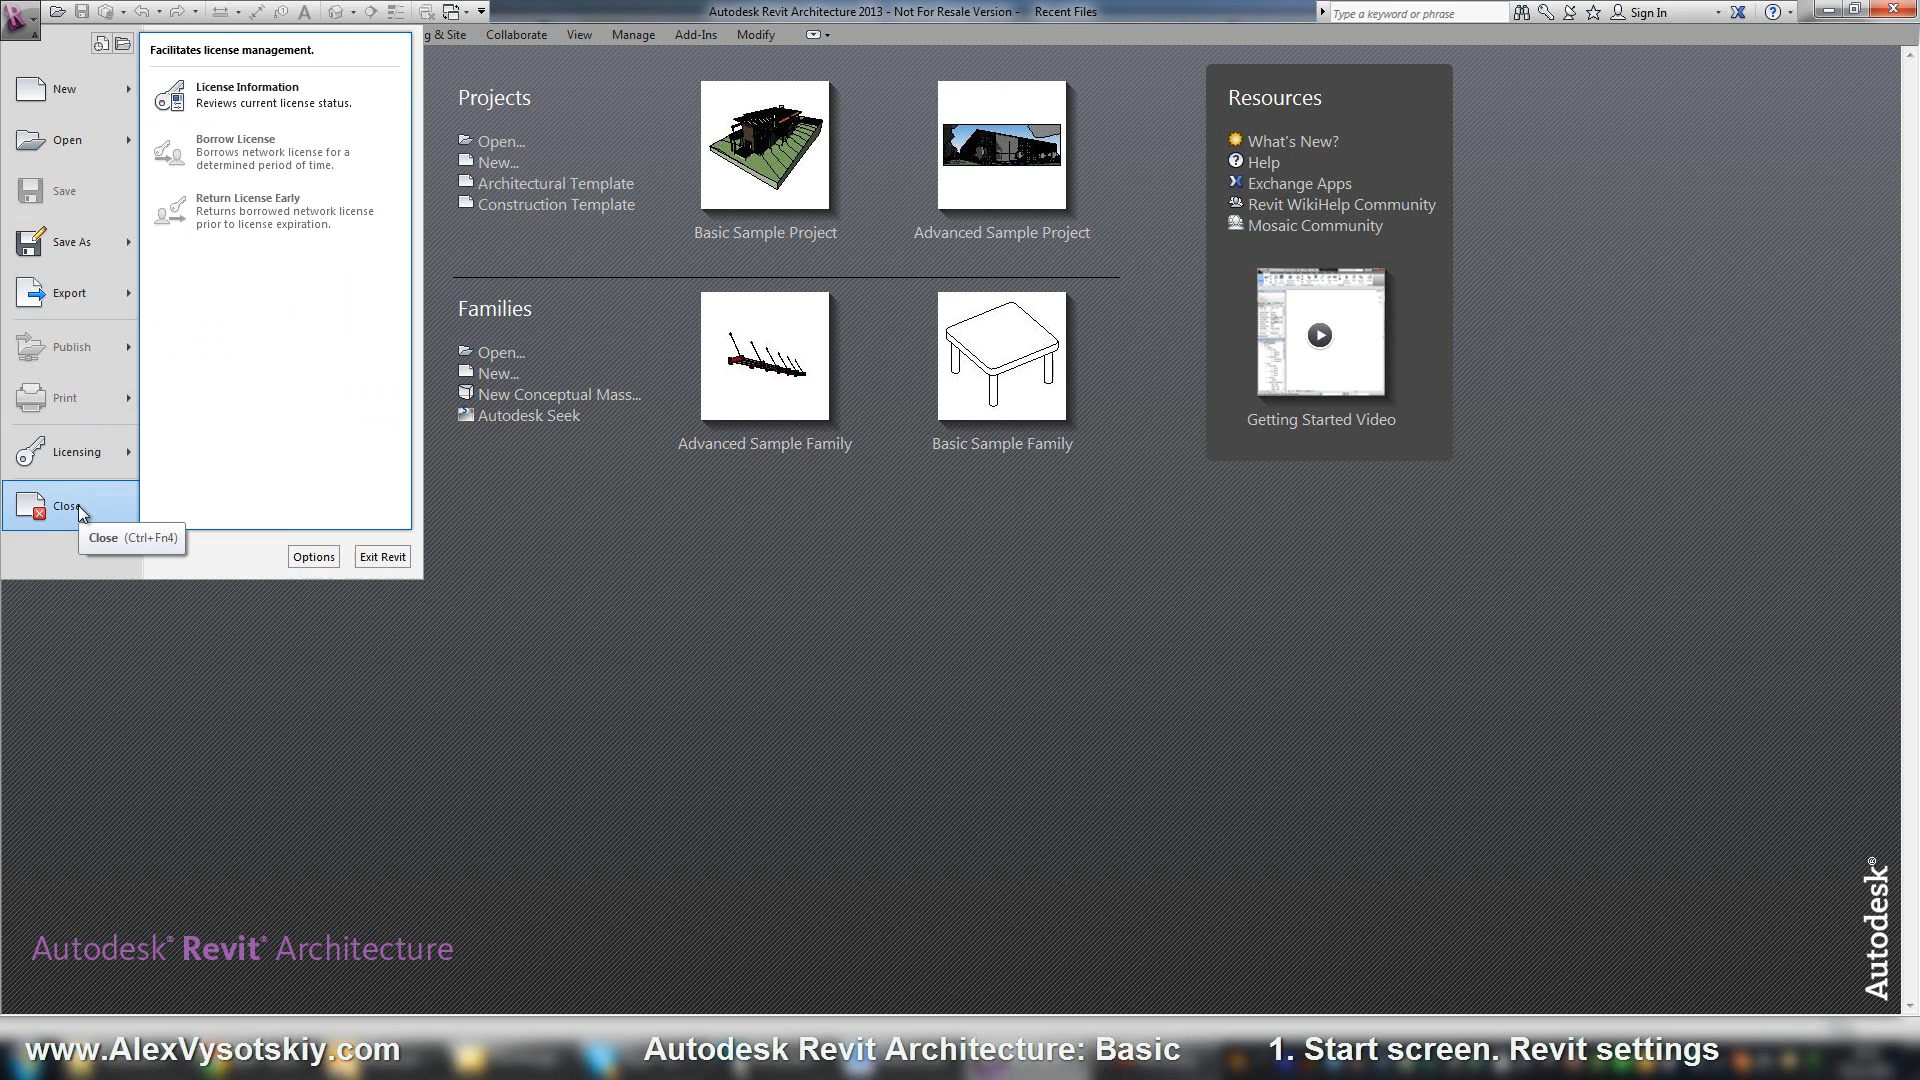 Autodesk Revit Architecture 2013 - Not For Resale Version - Recent Files
Type a keyword or phrase
Sign In
g & Site Collaborate View Manage Add-Ins Modify
New
Open
Save
Save As
Export
Publish
Print
Licensing
Close
Close (Ctrl+Fn4)
Facilitates license management.
License Information
Reviews current license status.
Borrow License
Borrows network license for a
determined period of time.
Return License Early
Returns borrowed network license
prior to license expiration.
Options Exit Revit
Projects
Open...
New...
Architectural Template
Construction Template
Basic Sample Project
Advanced Sample Project
Families
Open...
New...
New Conceptual Mass...
Autodesk Seek
Advanced Sample Family
Basic Sample Family
Resources
What's New?
Help
Exchange Apps
Revit WikiHelp Community
Mosaic Community
Getting Started Video
Autodesk® Revit® Architecture
Autodesk®
www.AlexVysotskiy.com Autodesk Revit Architecture: Basic 1. Start screen. Revit settings